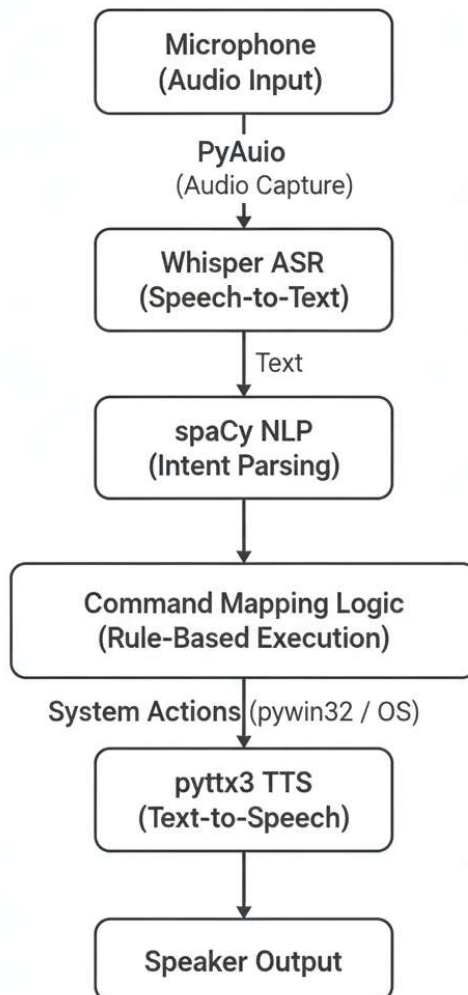 Microphone
(Audio Input)
PyAuio
(Audio Capture)
Whisper ASR
(Speech-to-Text)
Text
spaCy NLP
(Intent Parsing)
Command Mapping Logic
(Rule-Based Execution)
System Actions (pywin32 / OS)
pyttx3 TTS
(Text-to-Speech)
Speaker Output